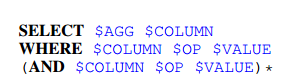 SELECT $AGG $COLUMN
WHERE $COLUMN $OP $VALUE
(AND $COLUMN $OP $VALUE)*